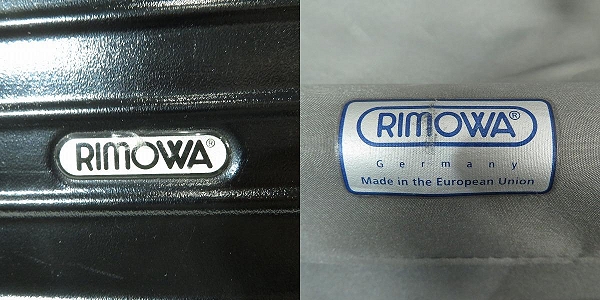 RIMOWA®
RIMOWA®
Germany
Made in the European Union